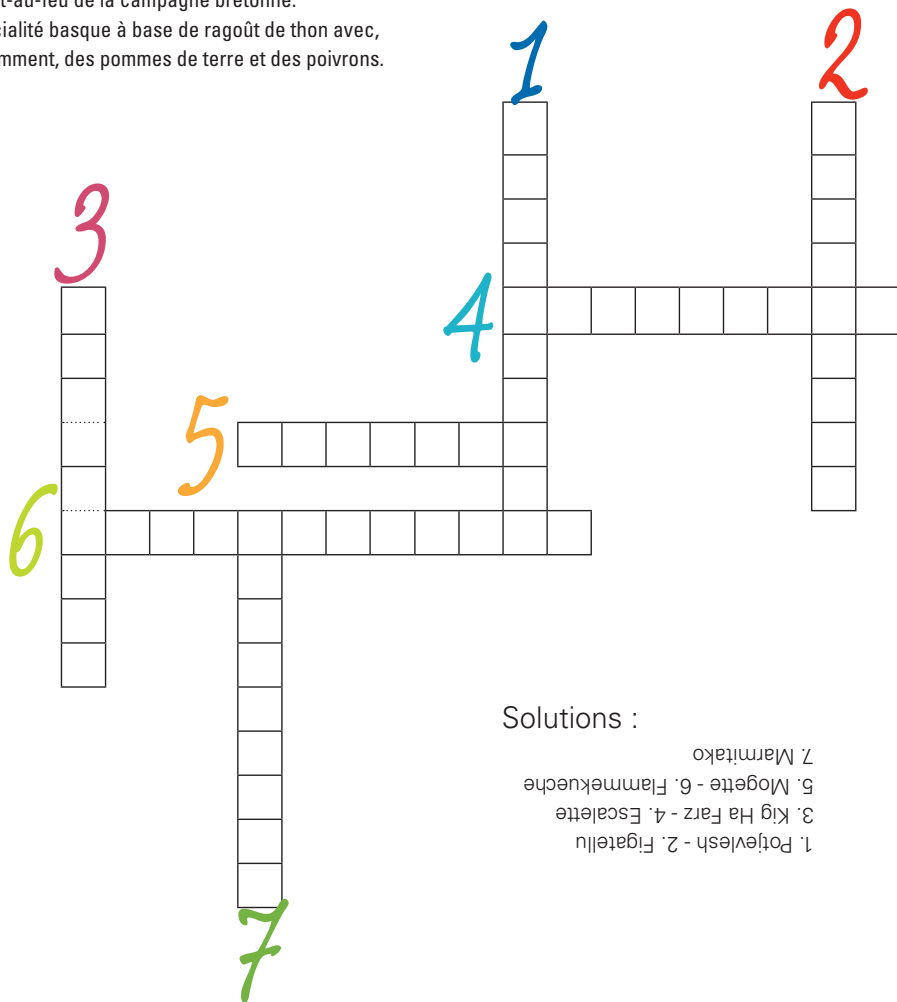 t-au-feu de la campagne bretonne.
cialité basque à base de ragoût de thon avec,
mment, des pommes de terre et des poivrons.
1
2
3
4
5
6
7
Solutions :
1. Potjevlesh - 2. Figatellu
3. Kig Ha Farz - 4. Escalette
5. Mogette - 6. Flammekueche
7. Marmitako